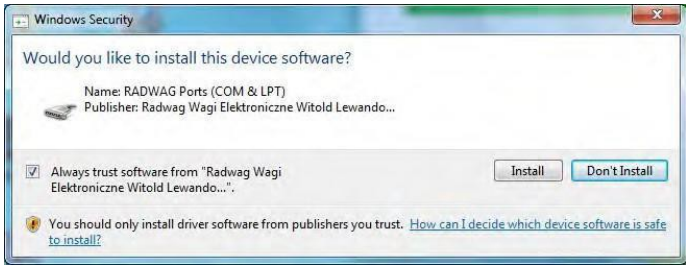 Windows Security
Would you like to install this device software?
Name: RADWAG Ports (COM & LPT)
Publisher: Radwag Wagi Elektroniczne Witold Lewando...
Always trust software from "Radwag Wagi
Elektroniczne Witold Lewando...".
Install
Don't Install
You should only install driver software from publishers you trust. How can I decide which device software is safe
to install?